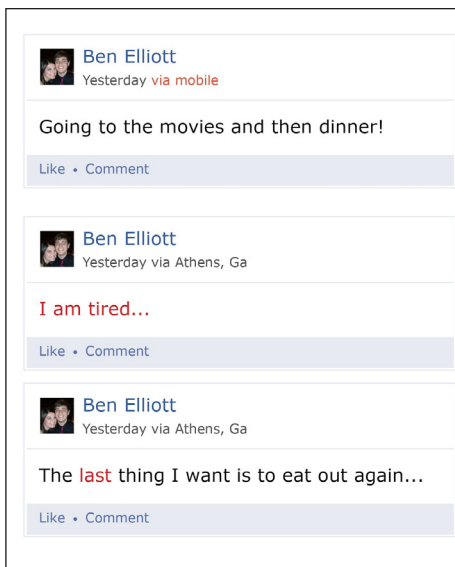 Ben Elliott
Yesterday via mobile
Going to the movies and then dinner!
Like • Comment
Ben Elliott
Yesterday via Athens, Ga
I am tired...
Like • Comment
Ben Elliott
Yesterday via Athens, Ga
The last thing I want is to eat out again...
Like • Comment